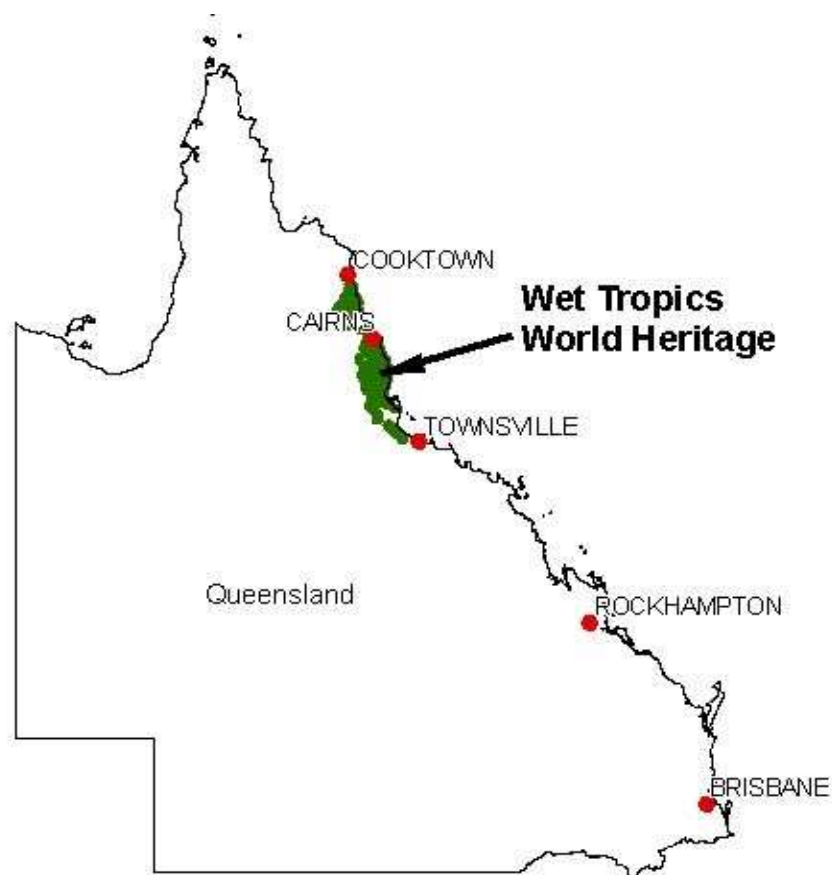 COOKTOWN
Wet Tropics
World Heritage
CAIRNS
TOWNSVILLE
Queensland
ROCKHAMPTON
BRISBANE